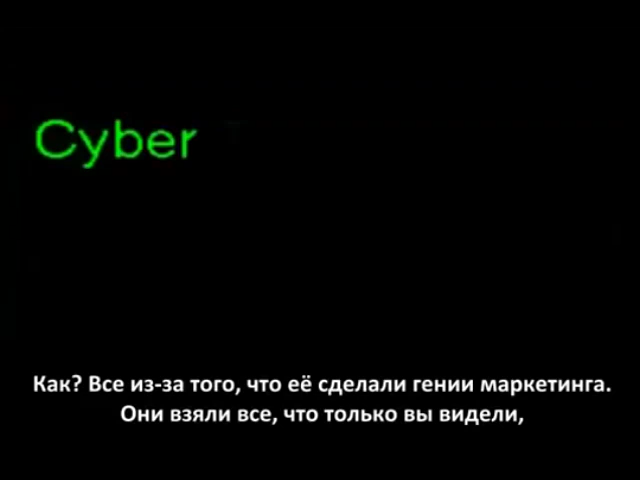 Cyber
Как? Все из-за того, что её сделали гении маркетинга.
Они взяли все, что только вы видели,